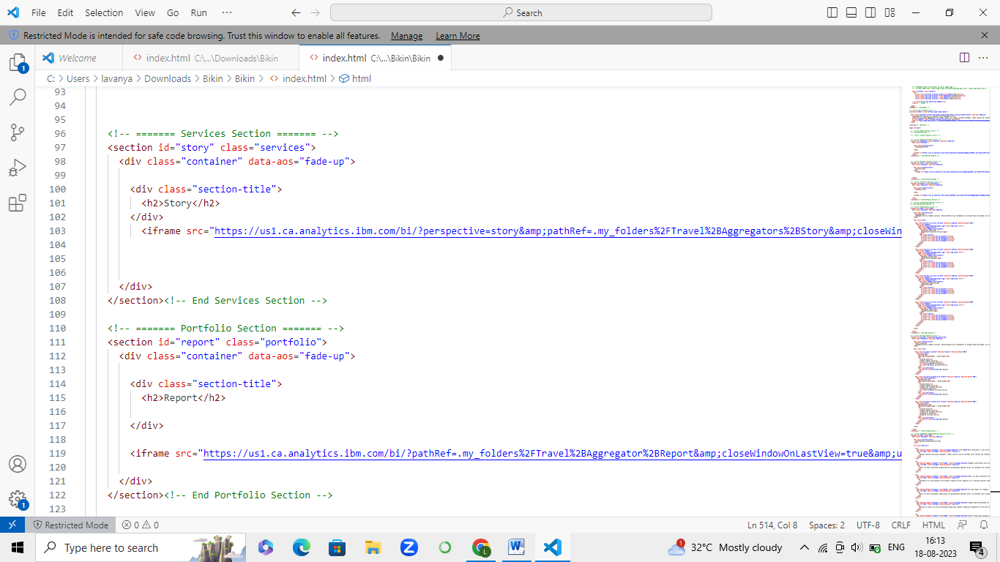 File Edit Selection View Go Run ··· Search
Restricted Mode is intended for safe code browsing. Trust this window to enable all features. Manage Learn More
Welcome index.html C:\...\Downloads\Bikin index.html C:\...\Bikin\Bikin
C: > Users > lavanya > Downloads > Bikin > Bikin > index.html > html
93
94
95
96 <!-- ======= Services Section ======= -->
97 <section id="story" class="services">
98 <div class="container" data-aos="fade-up">
99
100 <div class="section-title">
101 <h2>Story</h2>
102 </div>
103 <iframe src="https://us1.ca.analytics.ibm.com/bi/?perspective=story&amp;pathRef=.my_folders%2FTravel%2BAggregators%2BStory&amp;closeWin
104
105
106
107 </div>
108 </section><!-- End Services Section -->
109
110 <!-- ======= Portfolio Section ======= -->
111 <section id="report" class="portfolio">
112 <div class="container" data-aos="fade-up">
113
114 <div class="section-title">
115 <h2>Report</h2>
116
117 </div>
118
119 <iframe src="https://us1.ca.analytics.ibm.com/bi/?pathRef=.my_folders%2FTravel%2BAggregator%2BReport&amp;closeWindowOnLastView=true&amp;u
120
121 </div>
122 </section><!-- End Portfolio Section -->
123
1
1
Restricted Mode 0 0 Ln 514, Col 8 Spaces: 2 UTF-8 CRLF HTML
Type here to search Z L W 1 32°C Mostly cloudy ENG 16:13
18-08-2023 4